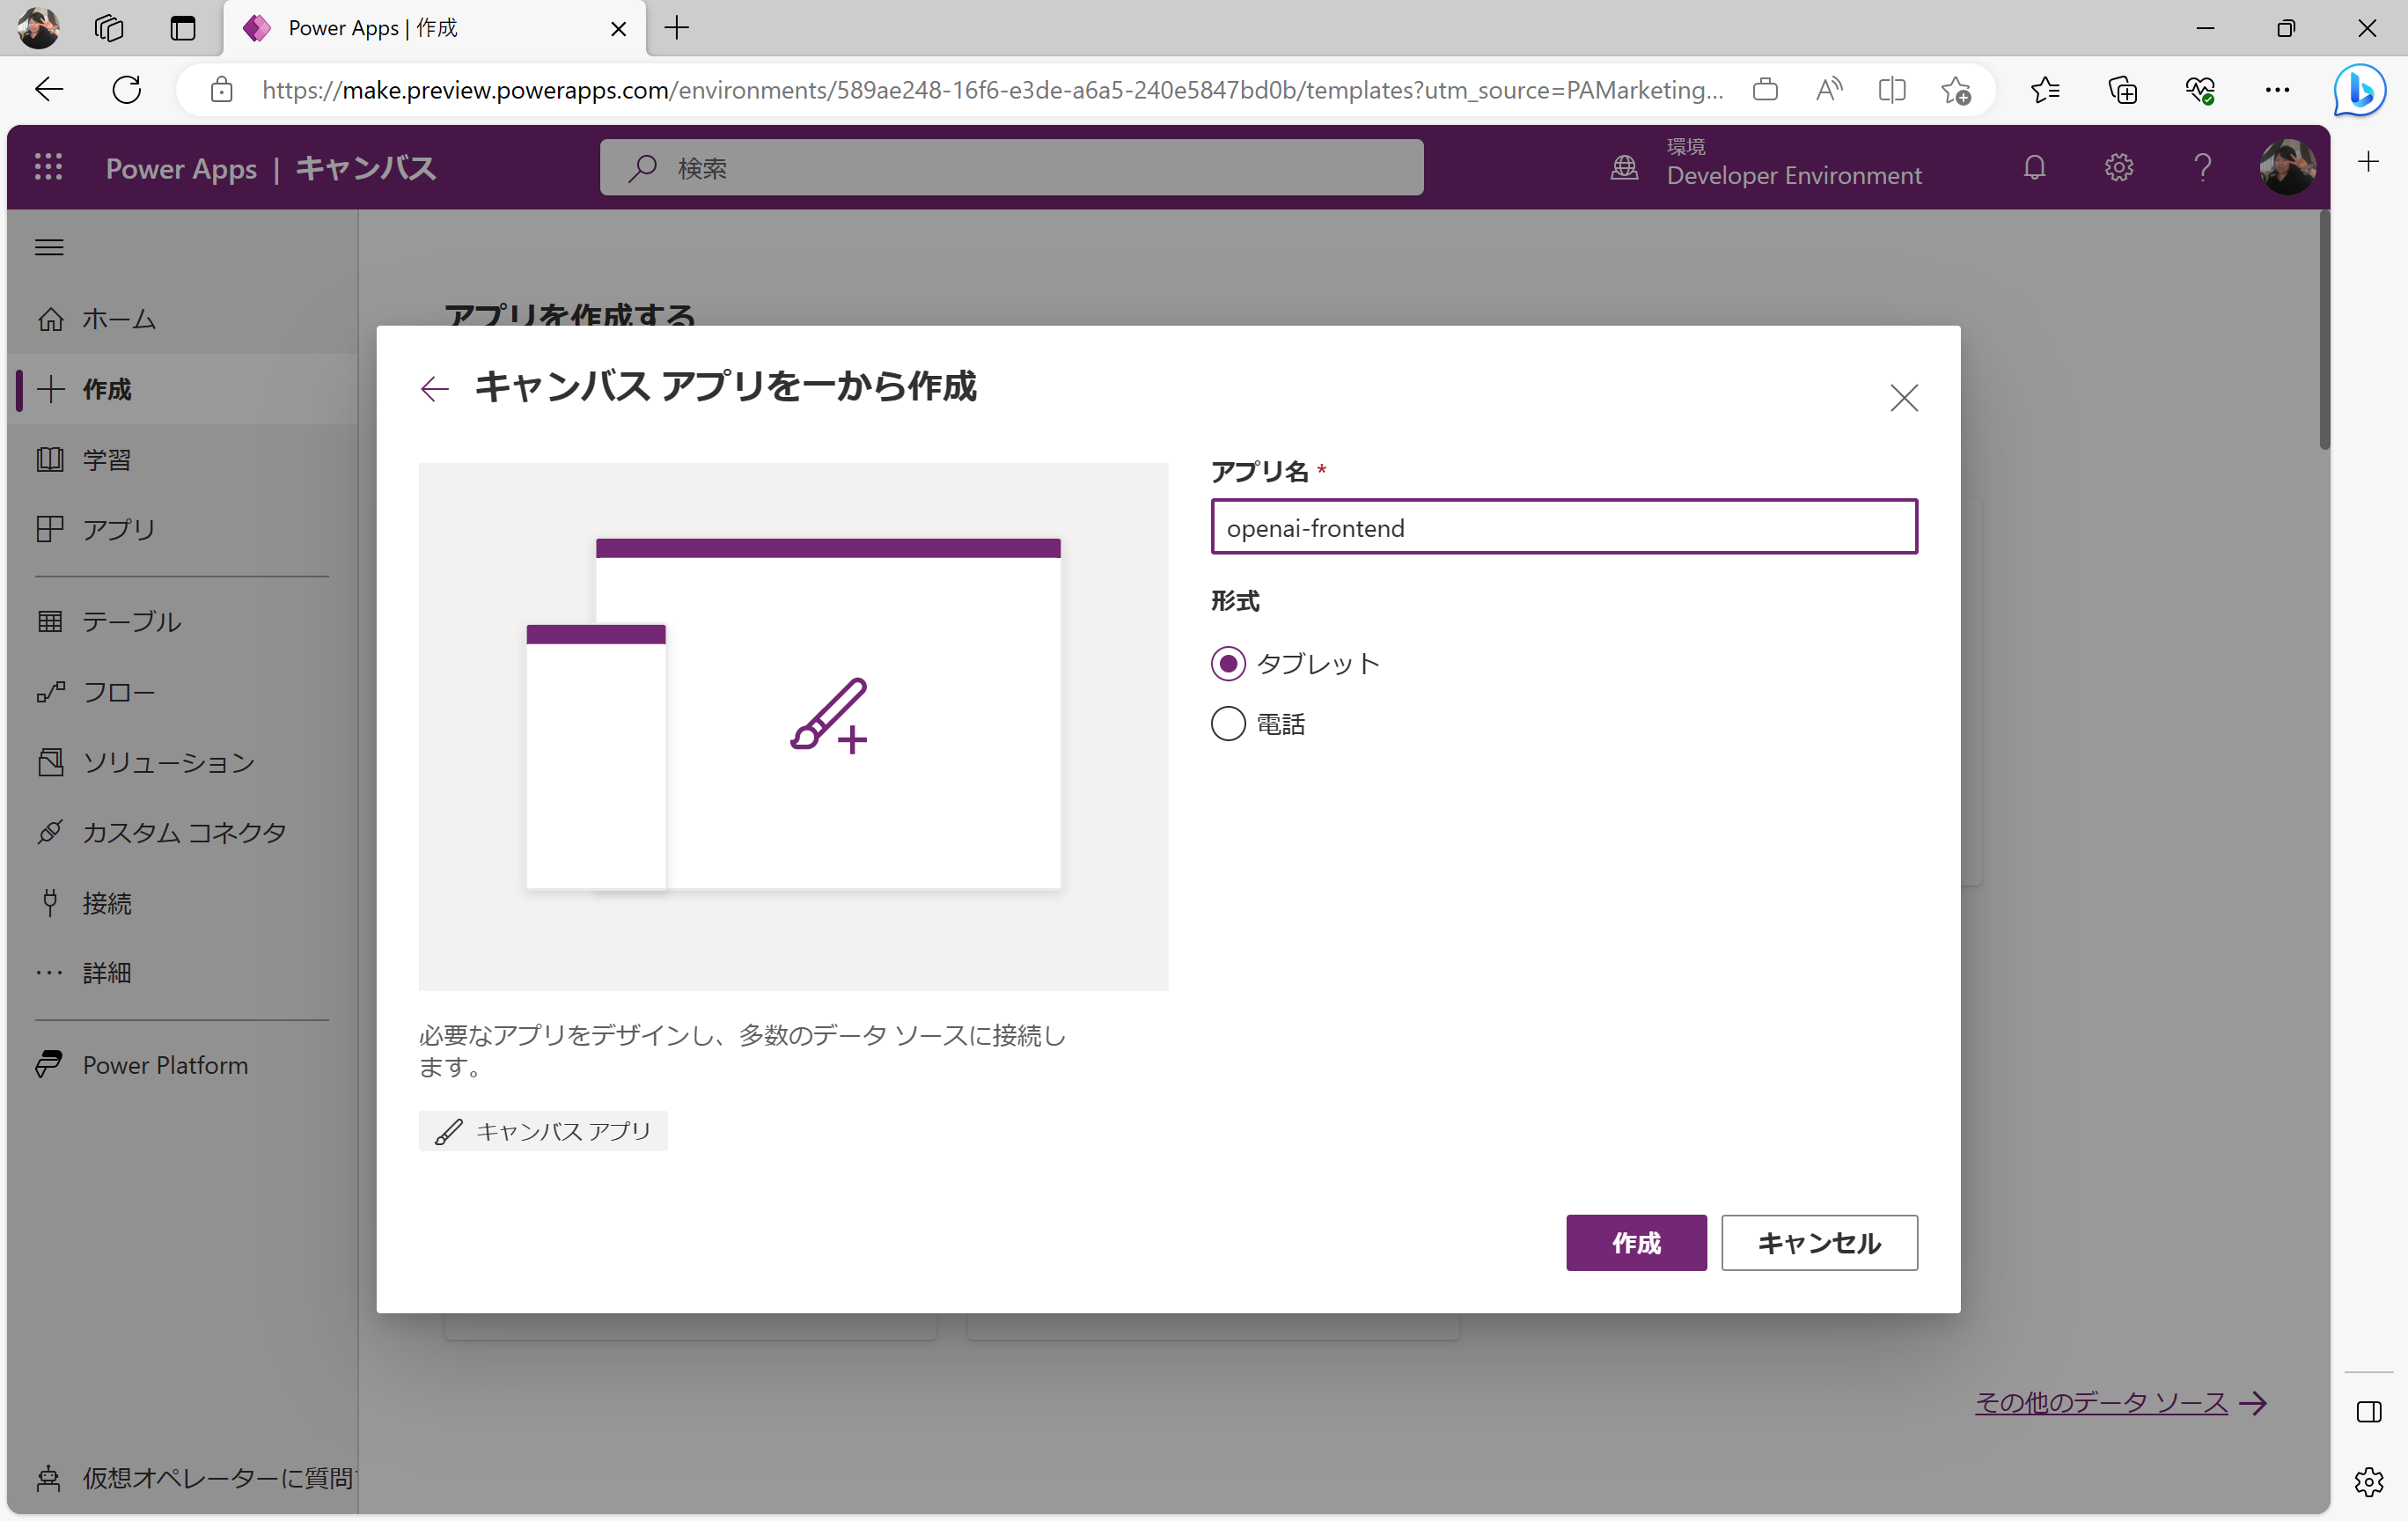 Power Apps | 作成
https://make.preview.powerapps.com/environments/589ae248-16f6-e3de-a6a5-240e5847bd0b/templates?utm_source=PAMarketing...
Power Apps | キャンバス
検索
環境
Developer Environment
ホーム
作成
学習
アプリ
テーブル
フロー
ソリューション
カスタム コネクタ
接続
詳細
Power Platform
仮想オペレーターに質問
アプリを作成する
キャンバス アプリを一から作成
アプリ名 *
openai-frontend
形式
タブレット
電話
必要なアプリをデザインし、多数のデータ ソースに接続し
ます。
キャンバス アプリ
作成
キャンセル
その他のデータ ソース